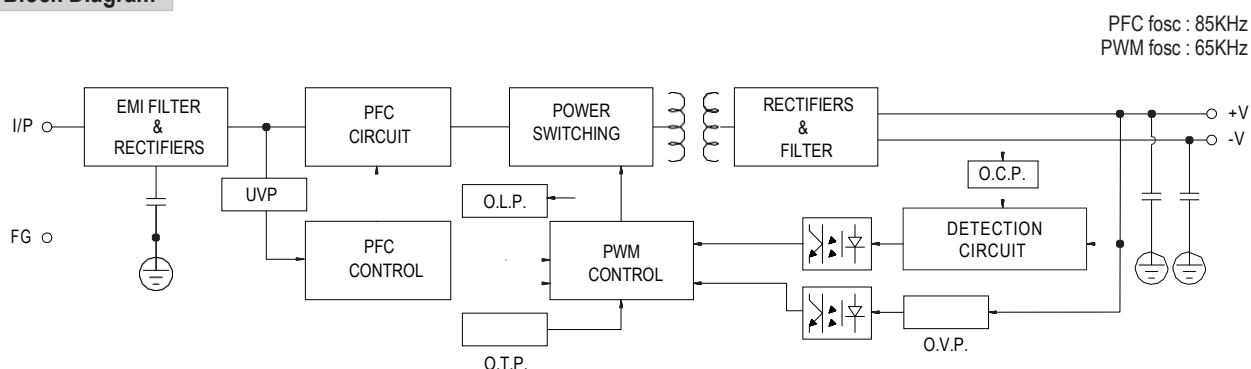 Block Diagram
PFC fosc : 85KHz
PWM fosc : 65KHz
I/P
EMI FILTER
&
RECTIFIERS
PFC
CIRCUIT
POWER
SWITCHING
RECTIFIERS
&
FILTER
+V
-V
UVP
O.L.P.
O.C.P.
FG
PFC
CONTROL
PWM
CONTROL
DETECTION
CIRCUIT
O.T.P.
O.V.P.